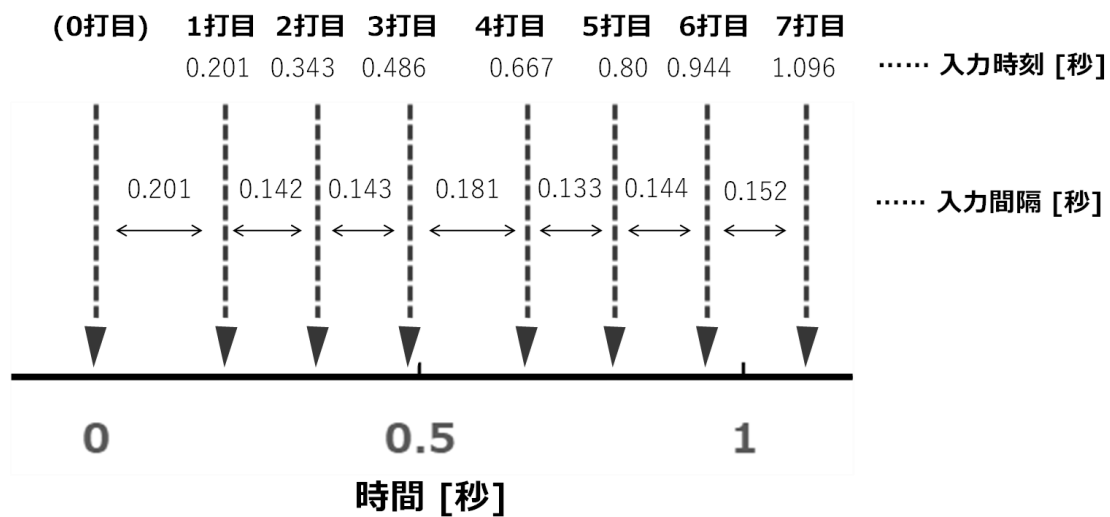 (0打目) 1打目 2打目 3打目 4打目 5打目 6打目 7打目
0.201 0.343 0.486 0.667 0.80 0.944 1.096 …… 入力時刻 [秒]
0.201 0.142 0.143 0.181 0.133 0.144 0.152 …… 入力間隔 [秒]
0 0.5 1
時間 [秒]